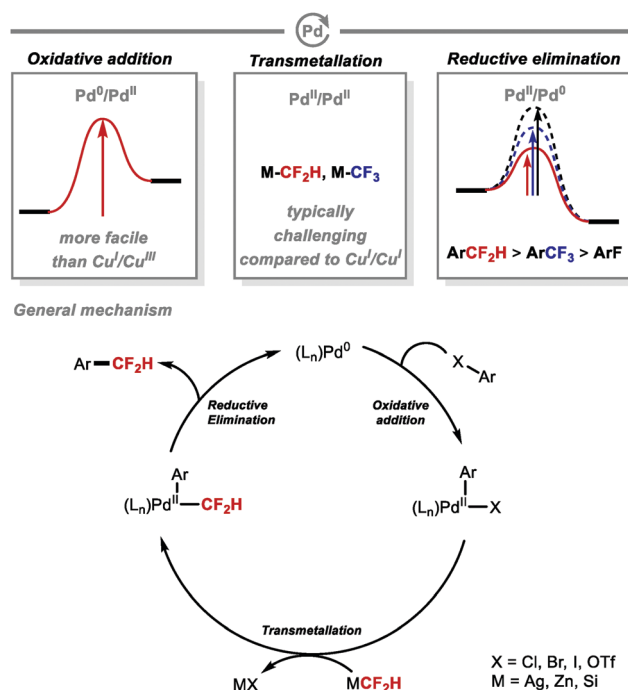 Pd
Oxidative addition
Pd⁰/Pdᴵᴵ
more facile
than Cuᴵ/Cuᴵᴵᴵ
Transmetallation
Pdᴵᴵ/Pdᴵᴵ
M-CF₂H, M-CF₃
typically
challenging
compared to Cuᴵ/Cuᴵ
Reductive elimination
Pdᴵᴵ/Pd⁰
ArCF₂H > ArCF₃ > ArF
General mechanism
Ar
CF₂H
(Lₙ)Pd⁰
X
Ar
Reductive
Elimination
Oxidative
addition
Ar
(Lₙ)Pdᴵᴵ
CF₂H
Ar
(Lₙ)Pdᴵᴵ
X
Transmetallation
MX
MCF₂H
X = Cl, Br, I, OTf
M = Ag, Zn, Si